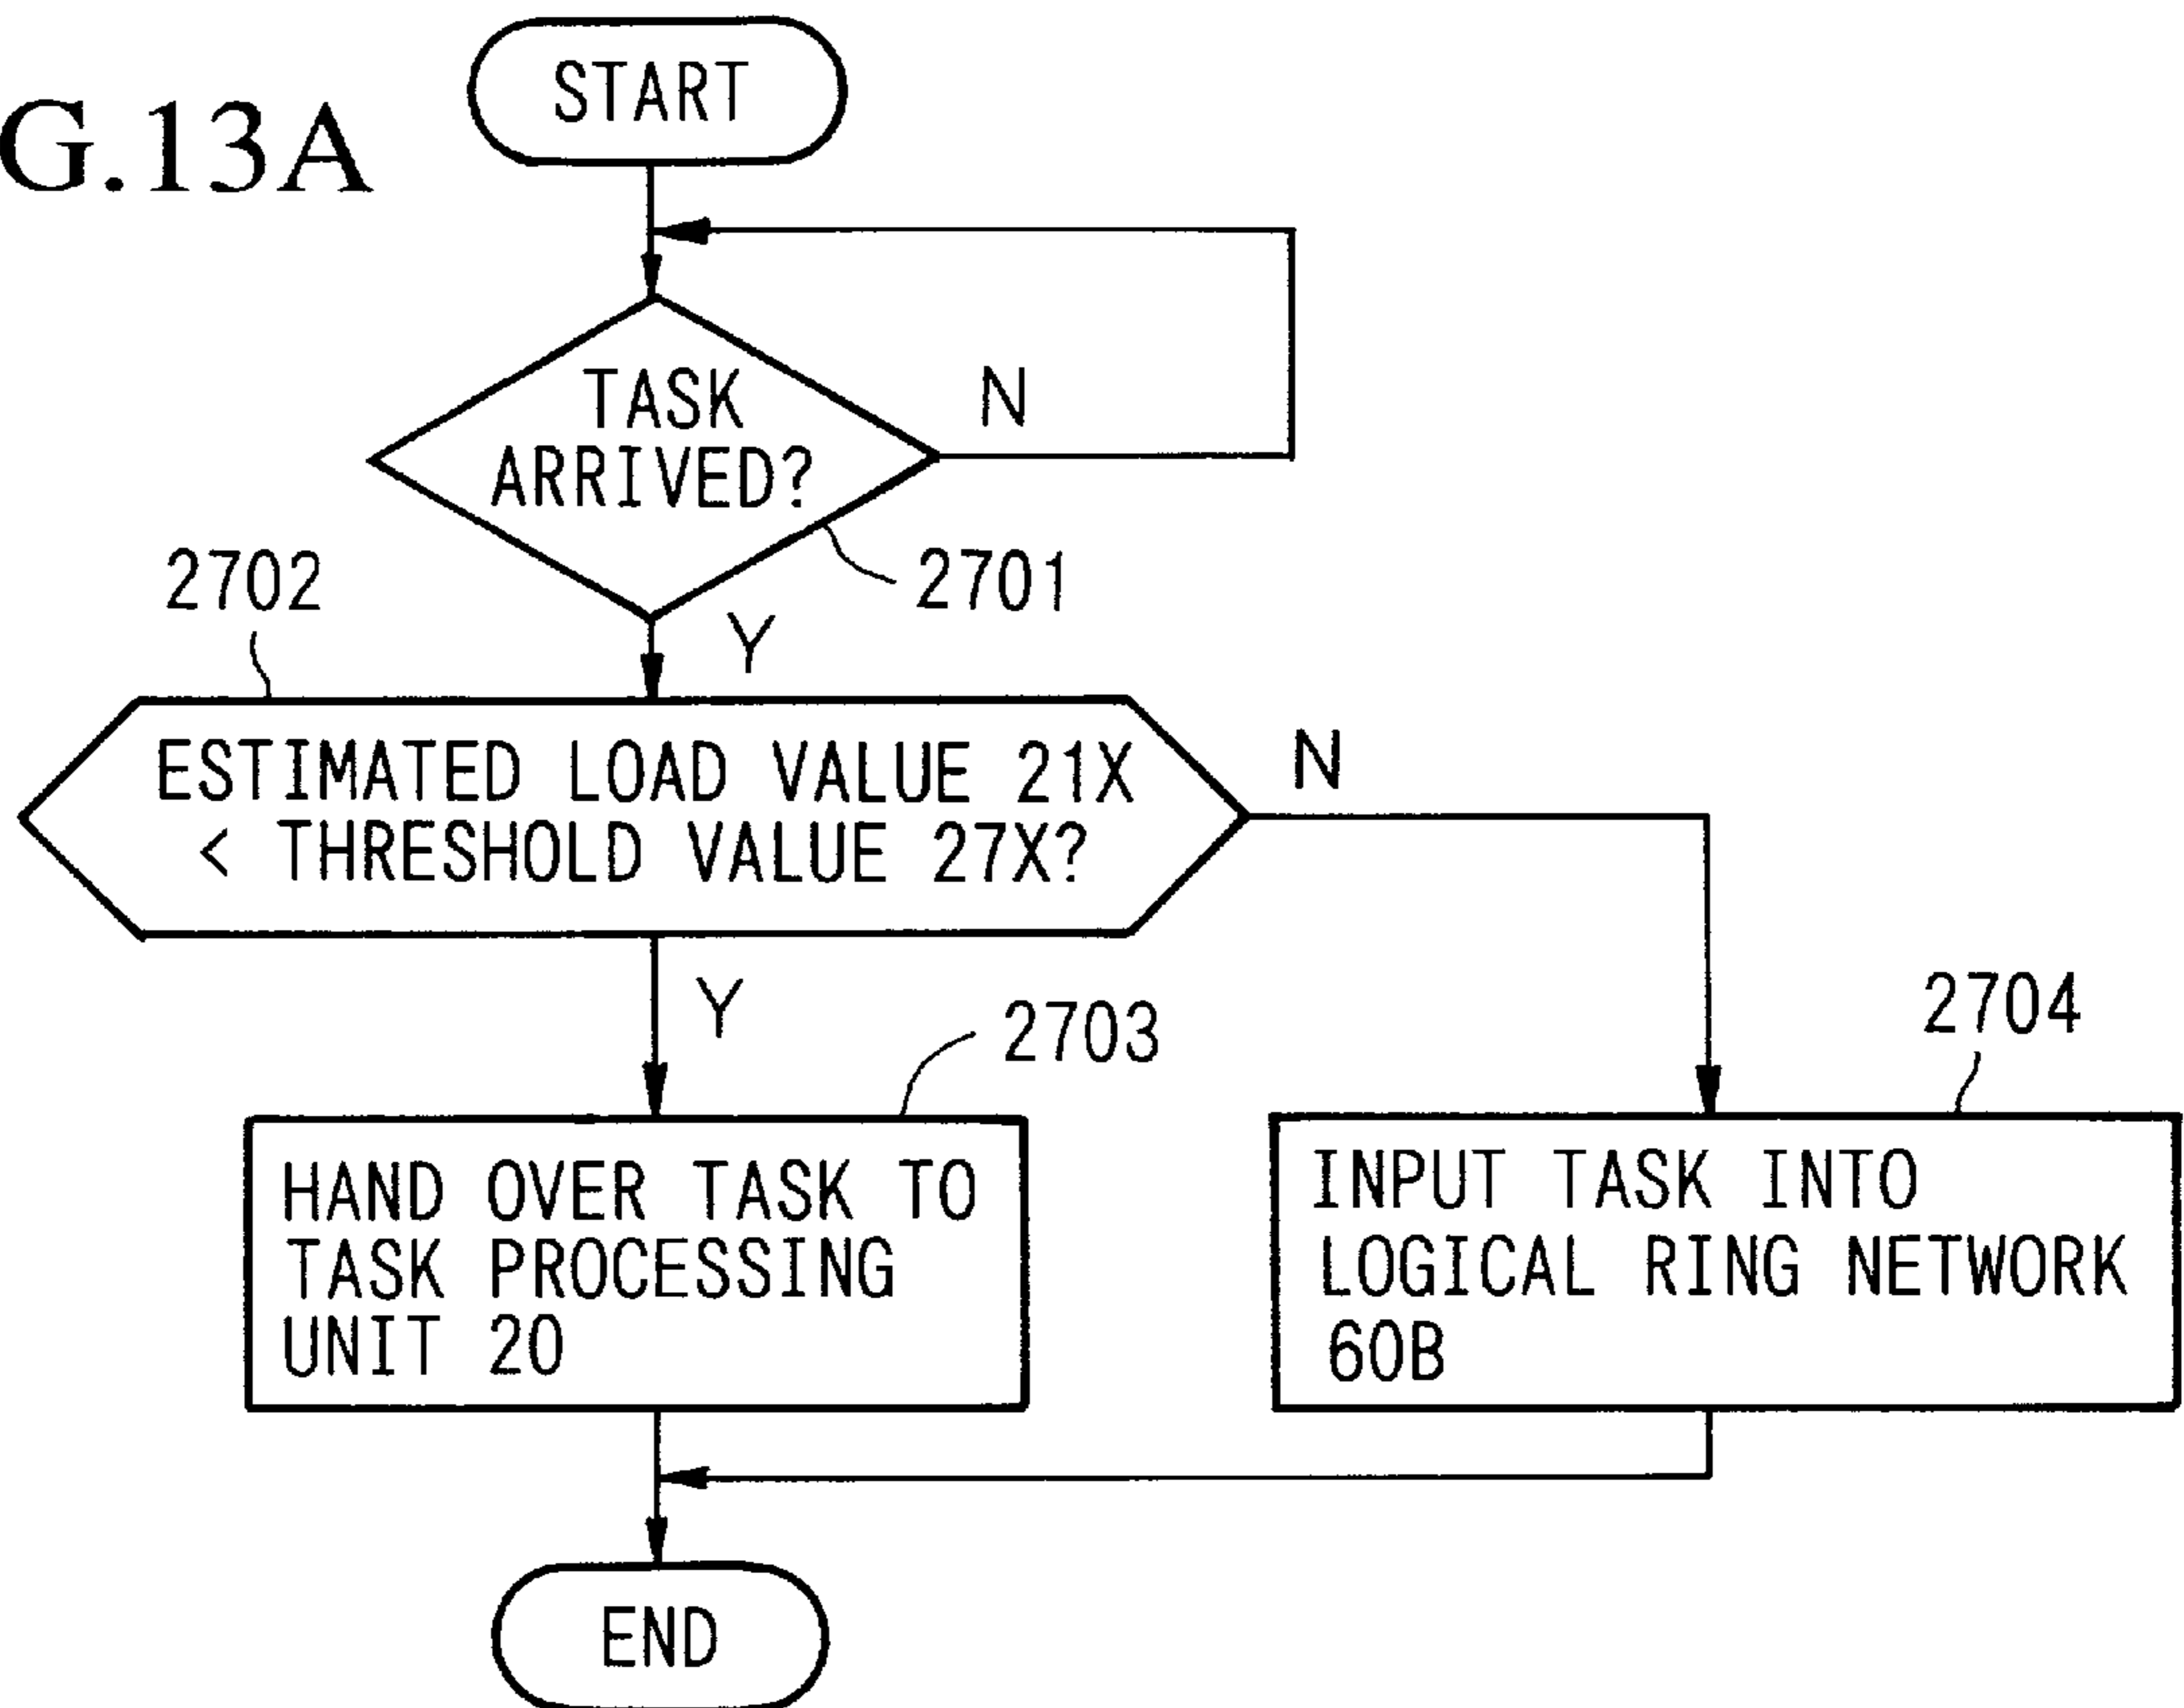 G.13A
START
TASK
ARRIVED?
N
2701
2702
Y
ESTIMATED LOAD VALUE 21X
< THRESHOLD VALUE 27X?
N
Y
2703
2704
HAND OVER TASK TO
TASK PROCESSING
UNIT 20
INPUT TASK INTO
LOGICAL RING NETWORK
60B
END